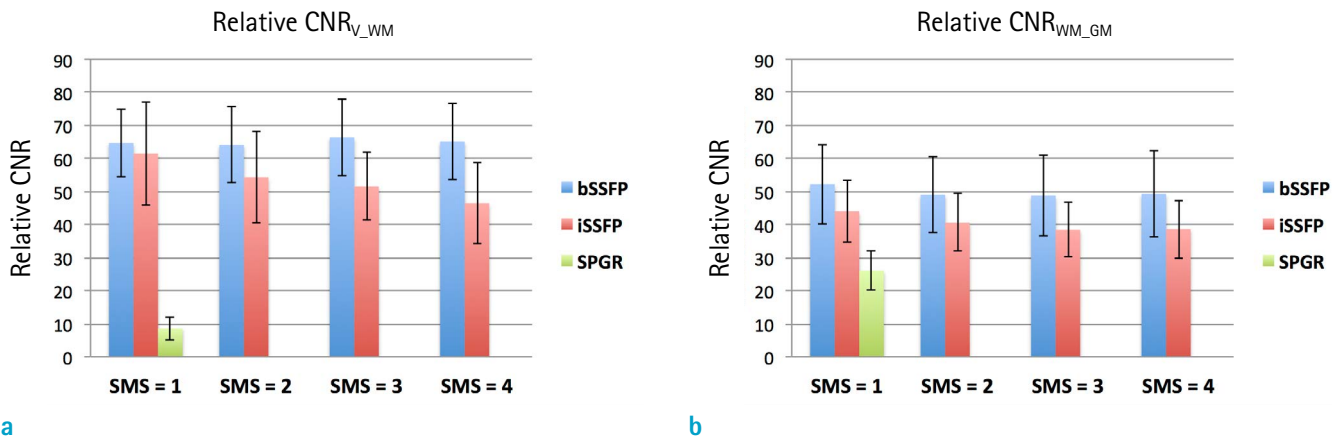 Relative CNR_V_WM
Relative CNR
90
80
70
60
50
40
30
20
10
0
SMS = 1 SMS = 2 SMS = 3 SMS = 4
bSSFP
iSSFP
SPGR
a
Relative CNR_WM_GM
Relative CNR
90
80
70
60
50
40
30
20
10
0
SMS = 1 SMS = 2 SMS = 3 SMS = 4
bSSFP
iSSFP
SPGR
b